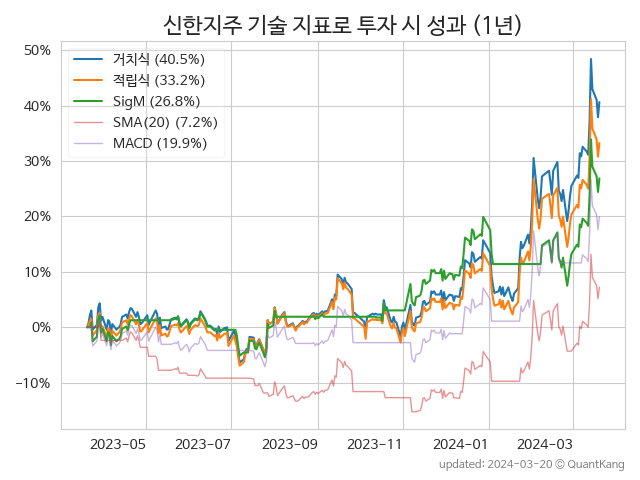 신한지주 기술 지표로 투자 시 성과 (1년)
50%
40%
30%
20%
10%
0%
−10%
거치식 (40.5%)
적립식 (33.2%)
SigM (26.8%)
SMA(20) (7.2%)
MACD (19.9%)
2023-05 2023-07 2023-09 2023-11 2024-01 2024-03
updated: 2024-03-20 © QuantKang